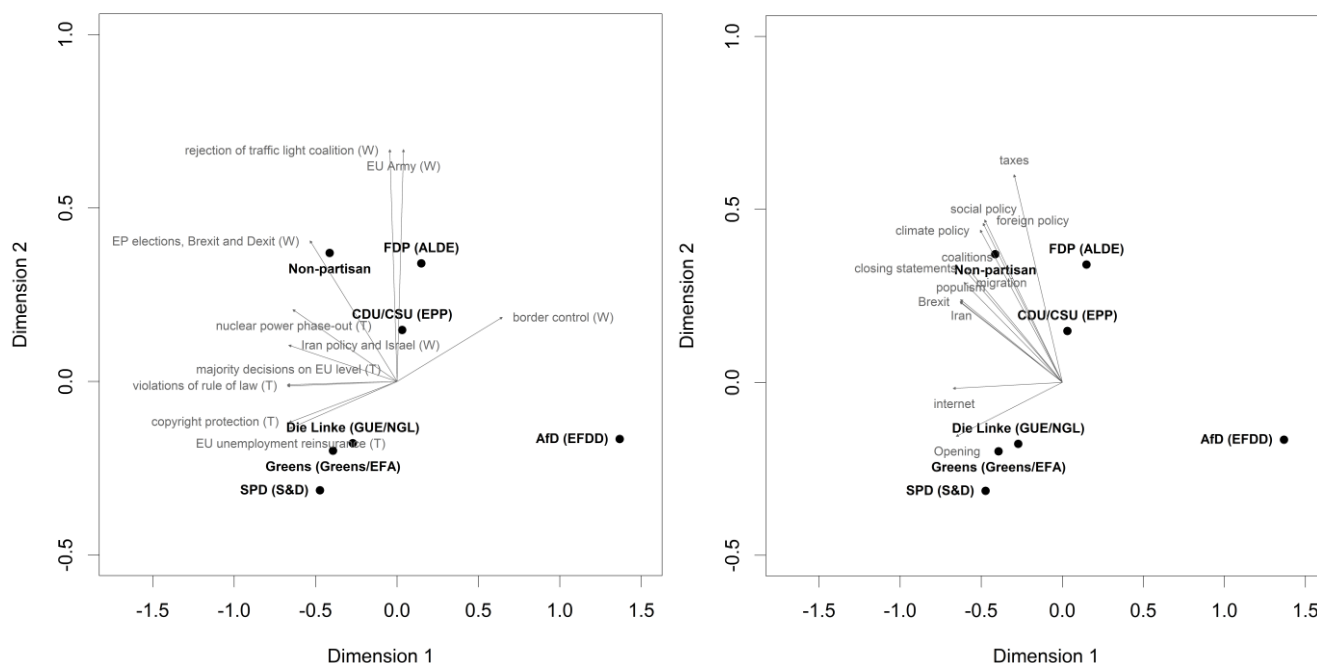 1.0
0.5
0.0
-0.5
Dimension 2
rejection of traffic light coalition (W)
EU Army (W)
EP elections, Brexit and Dexit (W)
FDP (ALDE)
Non-partisan
CDU/CSU (EPP)
border control (W)
nuclear power phase-out (T)
Iran policy and Israel (W)
majority decisions on EU level (T)
violations of rule of law (T)
copyright protection (T)
Die Linke (GUE/NGL)
EU unemployment reinsurance (T)
AfD (EFDD)
Greens (Greens/EFA)
SPD (S&D)
-1.5 -1.0 -0.5 0.0 0.5 1.0 1.5
Dimension 1
1.0
0.5
0.0
-0.5
Dimension 2
taxes
social policy
foreign policy
climate policy
FDP (ALDE)
coalitions
closing statements
Non-partisan
migration
populism
Brexit
Iran
CDU/CSU (EPP)
internet
Die Linke (GUE/NGL)
AfD (EFDD)
Opening
Greens (Greens/EFA)
SPD (S&D)
-1.5 -1.0 -0.5 0.0 0.5 1.0 1.5
Dimension 1